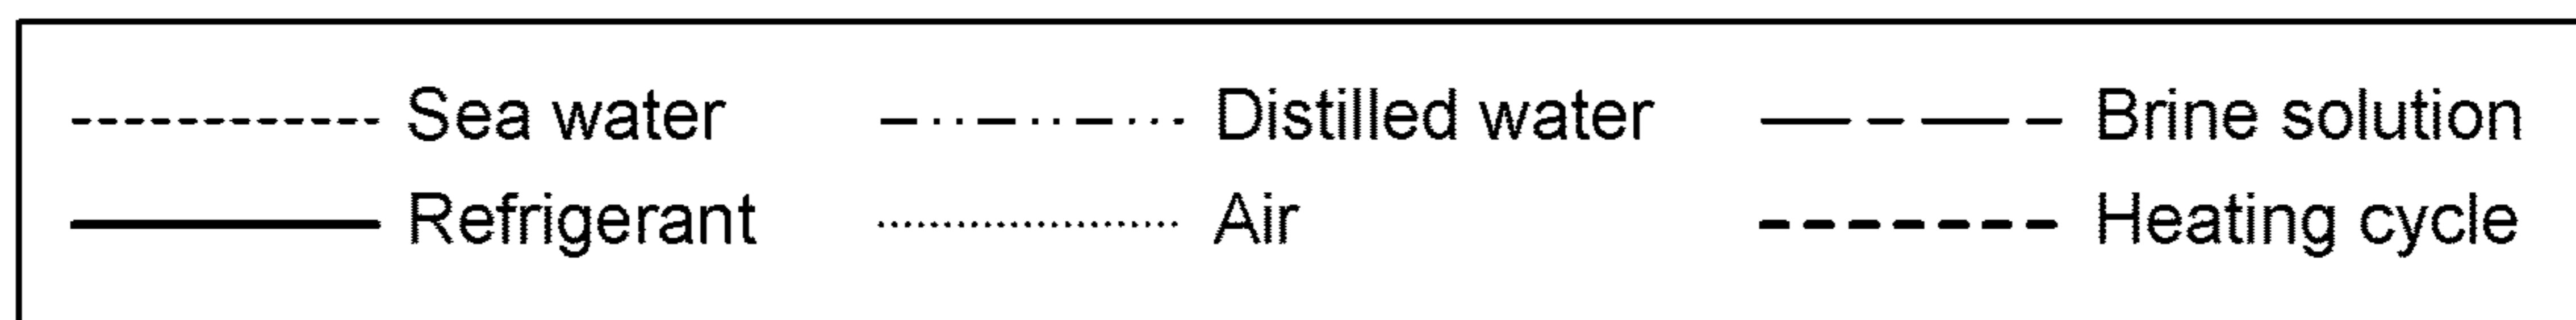 Sea water Distilled water Brine solution
Refrigerant Air Heating cycle